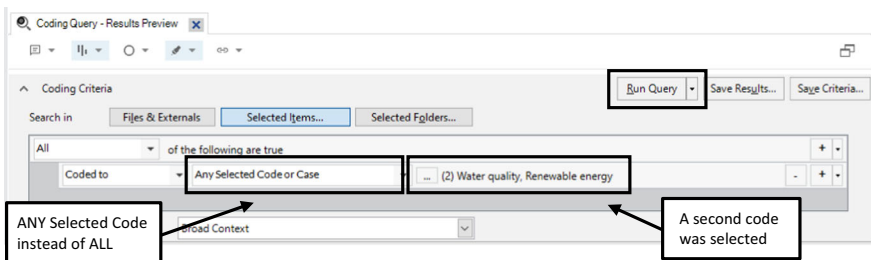 Coding Query - Results Preview
Coding Criteria
Run Query
Save Results...
Save Criteria...
Search in
Files & Externals
Selected Items...
Selected Folders...
All
of the following are true
Coded to
Any Selected Code or Case
... (2) Water quality, Renewable energy
ANY Selected Code
instead of ALL
Broad Context
A second code
was selected